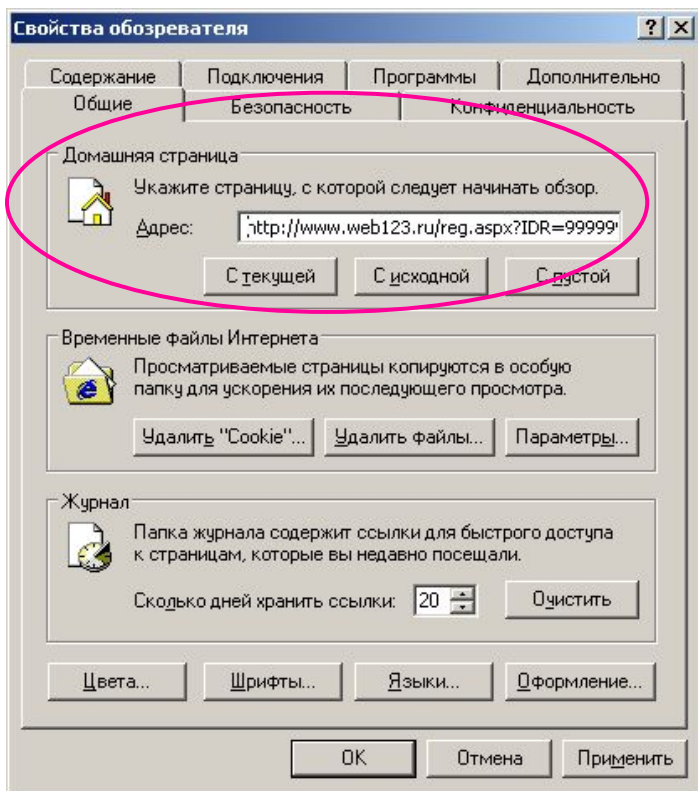 Свойства обозревателя
Содержание Подключения Программы Дополнительно
Общие Безопасность Конфиденциальность
Домашняя страница
Укажите страницу, с которой следует начинать обзор.
Адрес: http://www.web123.ru/reg.aspx?IDR=99999
С текущей С исходной С пустой
Временные файлы Интернета
Просматриваемые страницы копируются в особую
папку для ускорения их последующего просмотра.
Удалить "Cookie"... Удалить файлы... Параметры...
Журнал
Папка журнала содержит ссылки для быстрого доступа
к страницам, которые вы недавно посещали.
Сколько дней хранить ссылки: 20 Очистить
Цвета... Шрифты... Языки... Оформление...
OK Отмена Применить